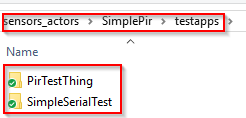 sensors_actors > SimplePir > testapps >
Name
PirTestThing
SimpleSerialTest